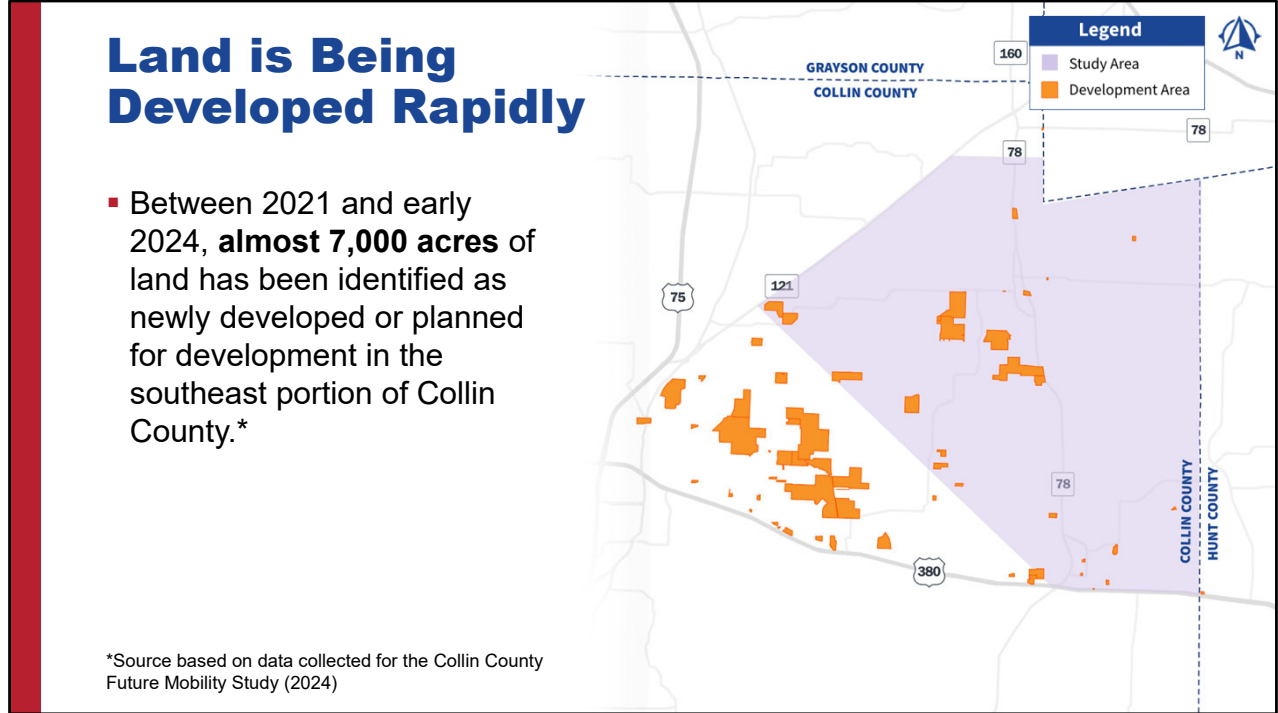 Land is Being
Developed Rapidly
▪ Between 2021 and early
2024, almost 7,000 acres of
land has been identified as
newly developed or planned
for development in the
southeast portion of Collin
County.*
*Source based on data collected for the Collin County
Future Mobility Study (2024)
Legend
Study Area
Development Area
N
160
GRAYSON COUNTY
COLLIN COUNTY
78
78
121
75
78
COLLIN COUNTY
HUNT COUNTY
380